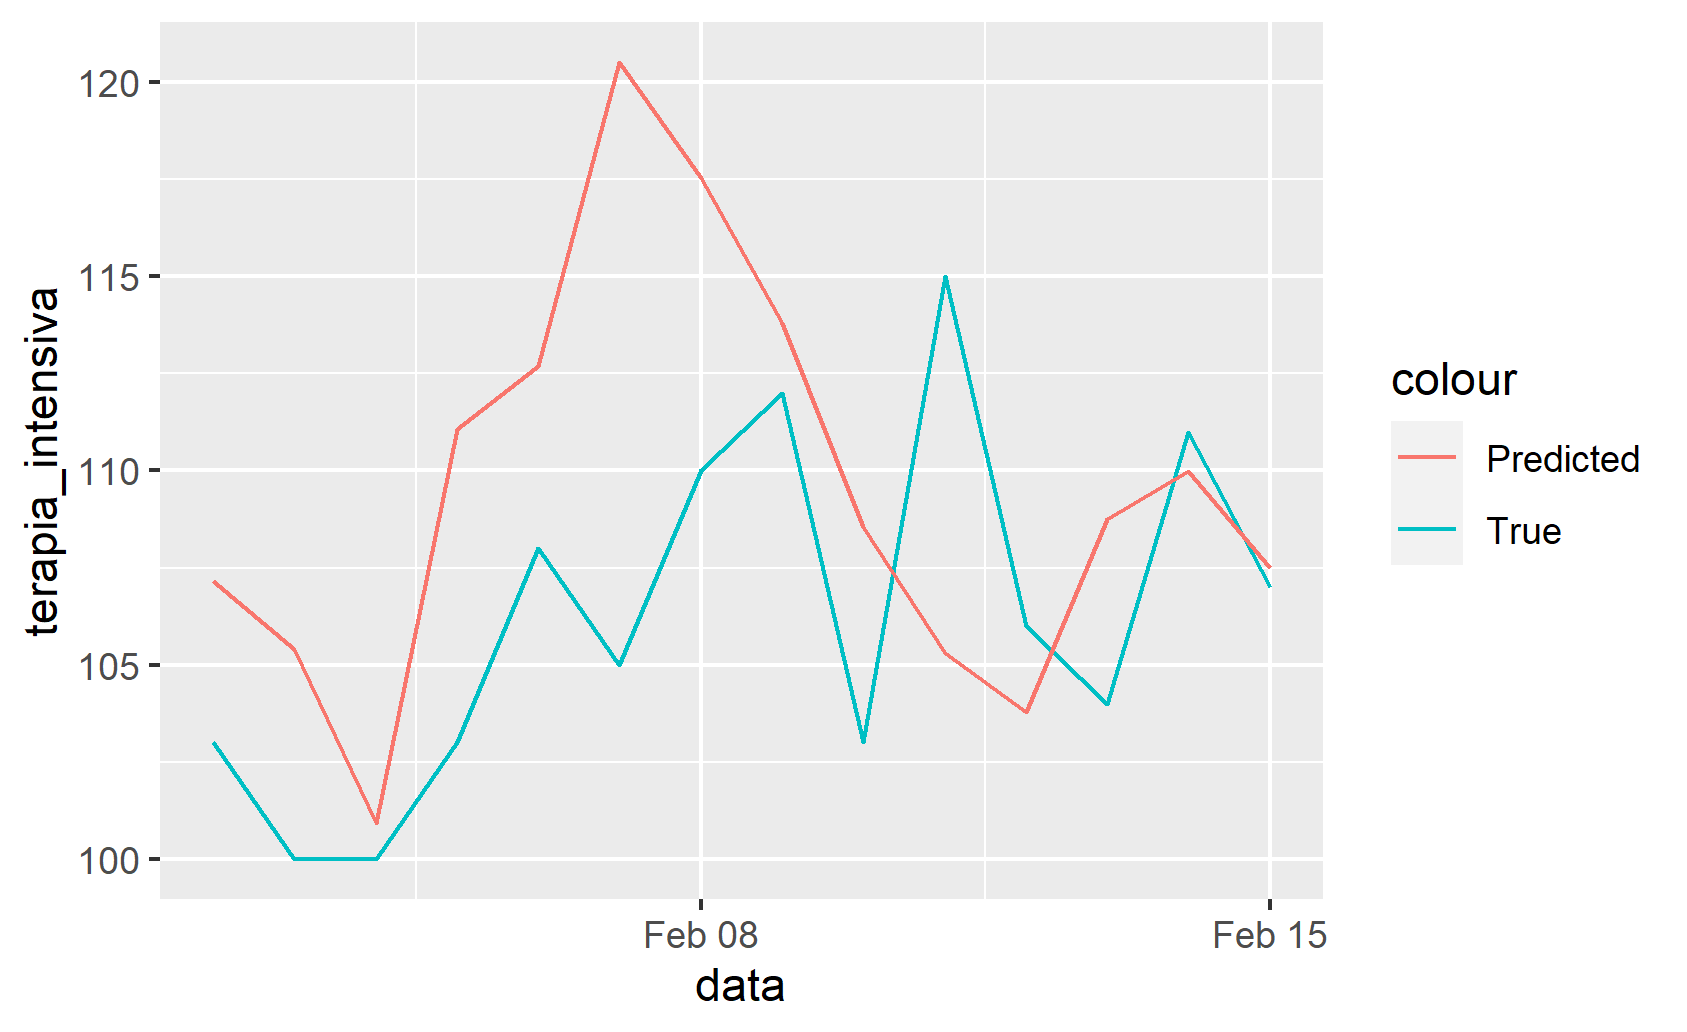 120
115
110
105
100
terapia_intensiva
Feb 08
Feb 15
data
colour
Predicted
True